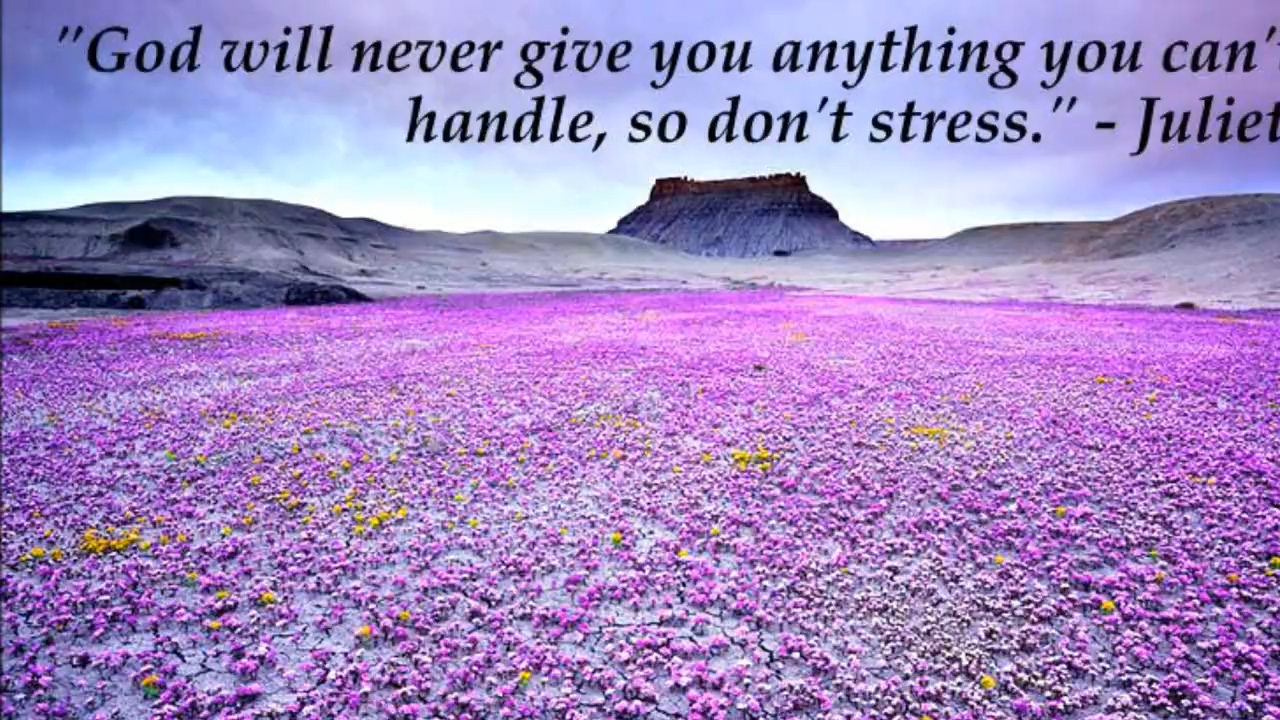 "God will never give you anything you can't
handle, so don't stress." - Juliet